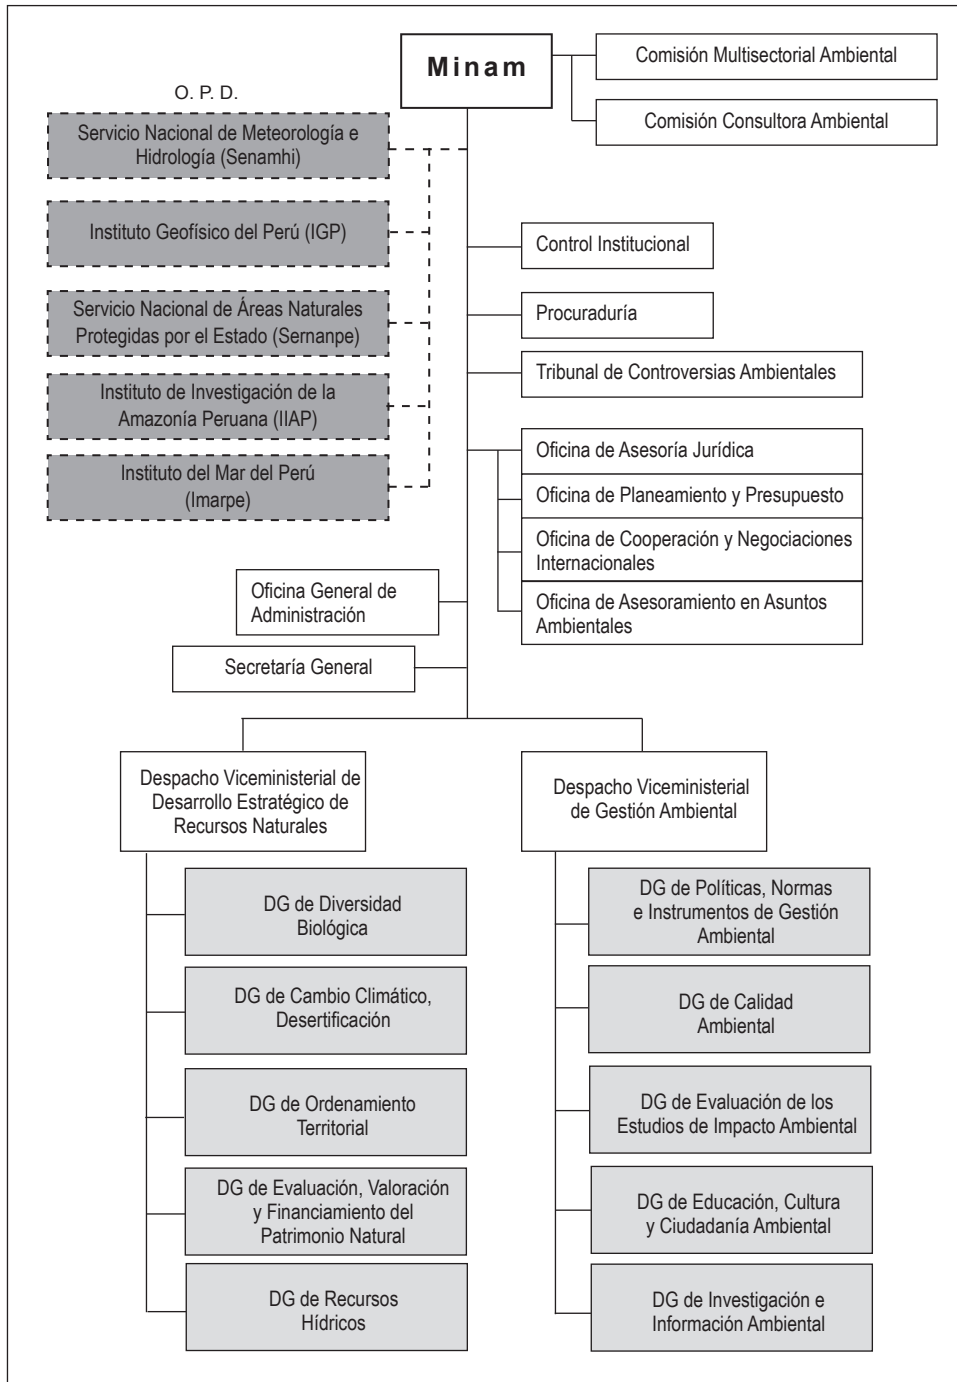 Minam
Comisión Multisectorial Ambiental
Comisión Consultora Ambiental
O. P. D.
Servicio Nacional de Meteorología e
Hidrología (Senamhi)
Instituto Geofísico del Perú (IGP)
Servicio Nacional de Áreas Naturales
Protegidas por el Estado (Sernanpe)
Instituto de Investigación de la
Amazonía Peruana (IIAP)
Instituto del Mar del Perú
(Imarpe)
Control Institucional
Procuraduría
Tribunal de Controversias Ambientales
Oficina de Asesoría Jurídica
Oficina de Planeamiento y Presupuesto
Oficina de Cooperación y Negociaciones
Internacionales
Oficina de Asesoramiento en Asuntos
Ambientales
Oficina General de
Administración
Secretaría General
Despacho Viceministerial de
Desarrollo Estratégico de
Recursos Naturales
DG de Diversidad
Biológica
DG de Cambio Climático,
Desertificación
DG de Ordenamiento
Territorial
DG de Evaluación, Valoración
y Financiamiento del
Patrimonio Natural
DG de Recursos
Hídricos
Despacho Viceministerial
de Gestión Ambiental
DG de Políticas, Normas
e Instrumentos de Gestión
Ambiental
DG de Calidad
Ambiental
DG de Evaluación de los
Estudios de Impacto Ambiental
DG de Educación, Cultura
y Ciudadanía Ambiental
DG de Investigación e
Información Ambiental